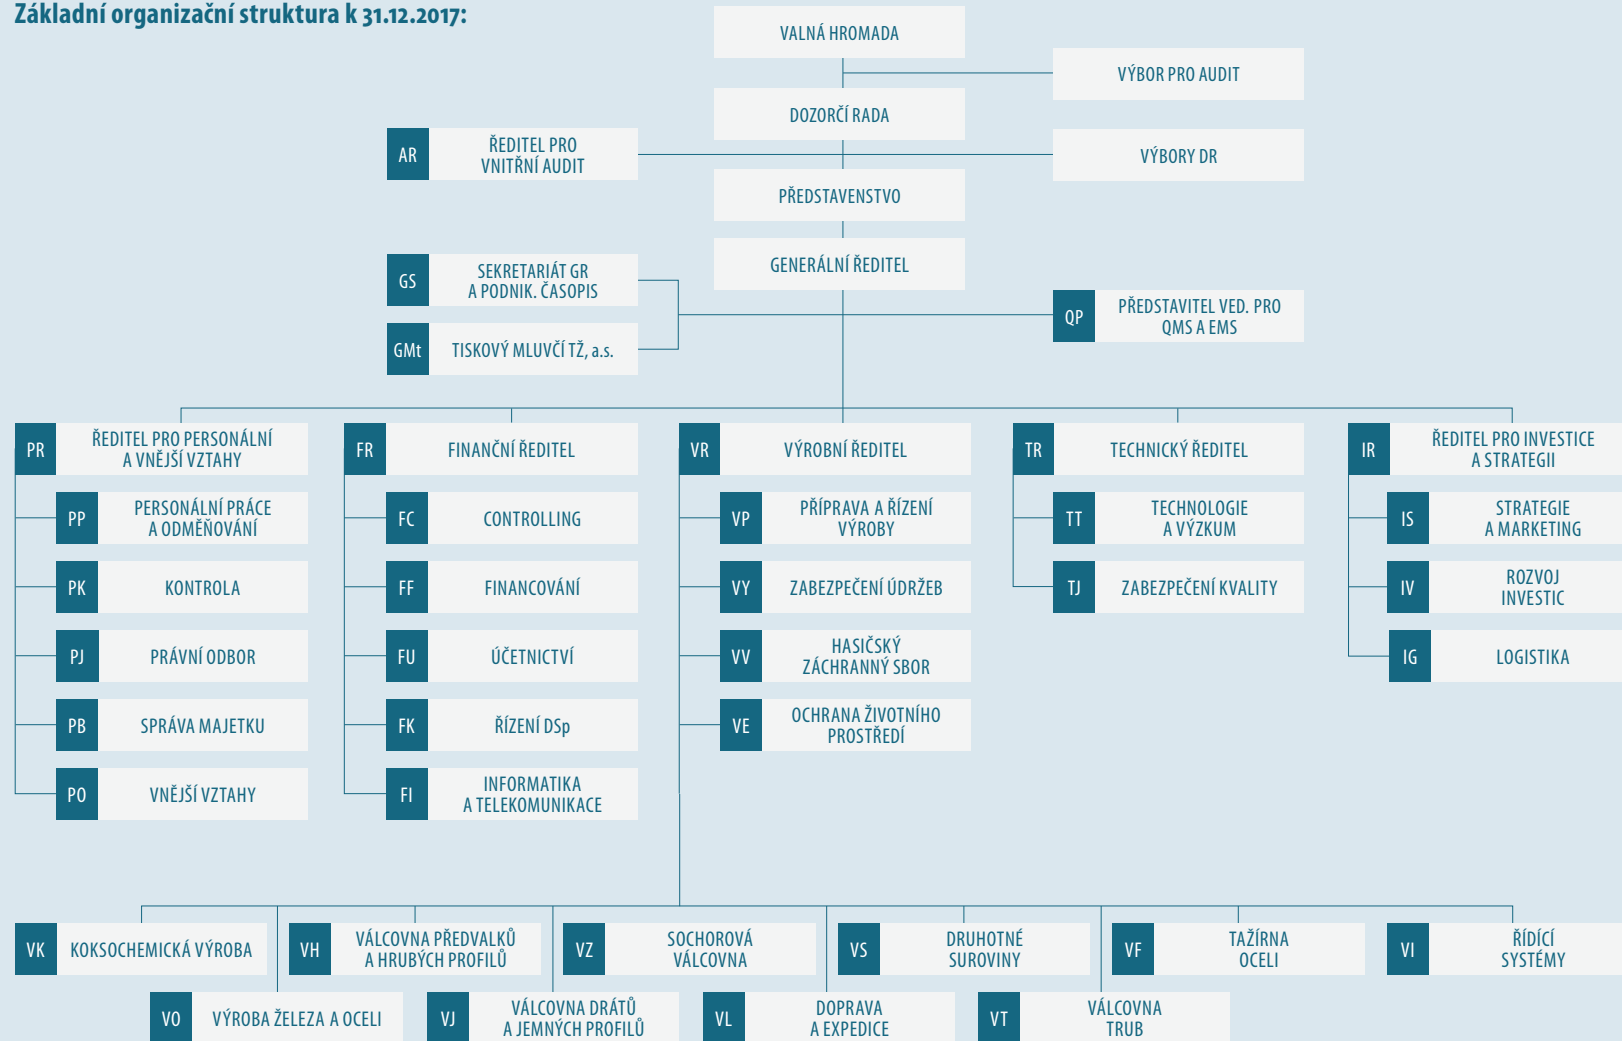 Základní organizační struktura k 31.12.2017:
VALNÁ HROMADA
VÝBOR PRO AUDIT
DOZORČÍ RADA
AR
ŘEDITEL PRO
VNITŘNÍ AUDIT
VÝBORY DR
PŘEDSTAVENSTVO
GENERÁLNÍ ŘEDITEL
GS
SEKRETARIÁT GR
A PODNIK. ČASOPIS
QP
PŘEDSTAVITEL VED. PRO
QMS A EMS
GMt
TISKOVÝ MLUVČÍ TŽ, a.s.
PR
ŘEDITEL PRO PERSONÁLNÍ
A VNĚJŠÍ VZTAHY
FR
FINANČNÍ ŘEDITEL
VR
VÝROBNÍ ŘEDITEL
TR
TECHNICKÝ ŘEDITEL
IR
ŘEDITEL PRO INVESTICE
A STRATEGII
PP
PERSONÁLNÍ PRÁCE
A ODMĚŇOVÁNÍ
FC
CONTROLLING
VP
PŘÍPRAVA A ŘÍZENÍ
VÝROBY
TT
TECHNOLOGIE
A VÝZKUM
IS
STRATEGIE
A MARKETING
PK
KONTROLA
FF
FINANCOVÁNÍ
VY
ZABEZPEČENÍ ÚDRŽEB
TJ
ZABEZPEČENÍ KVALITY
IV
ROZVOJ
INVESTIC
PJ
PRÁVNÍ ODBOR
FU
ÚČETNICTVÍ
VV
HASIČSKÝ
ZÁCHRANNÝ SBOR
IG
LOGISTIKA
PB
SPRÁVA MAJETKU
FK
ŘÍZENÍ DSp
VE
OCHRANA ŽIVOTNÍHO
PROSTŘEDÍ
PO
VNĚJŠÍ VZTAHY
FI
INFORMATIKA
A TELEKOMUNIKACE
VK
KOKSOCHEMICKÁ VÝROBA
VH
VÁLCOVNA PŘEDVALKŮ
A HRUBÝCH PROFILŮ
VZ
SOCHOROVÁ
VÁLCOVNA
VS
DRUHOTNÉ
SUROVINY
VF
TAŽÍRNA
OCELI
VI
ŘÍDÍCÍ
SYSTÉMY
VO
VÝROBA ŽELEZA A OCELI
VJ
VÁLCOVNA DRÁTŮ
A JEMNÝCH PROFILŮ
VL
DOPRAVA
A EXPEDICE
VT
VÁLCOVNA
TRUB